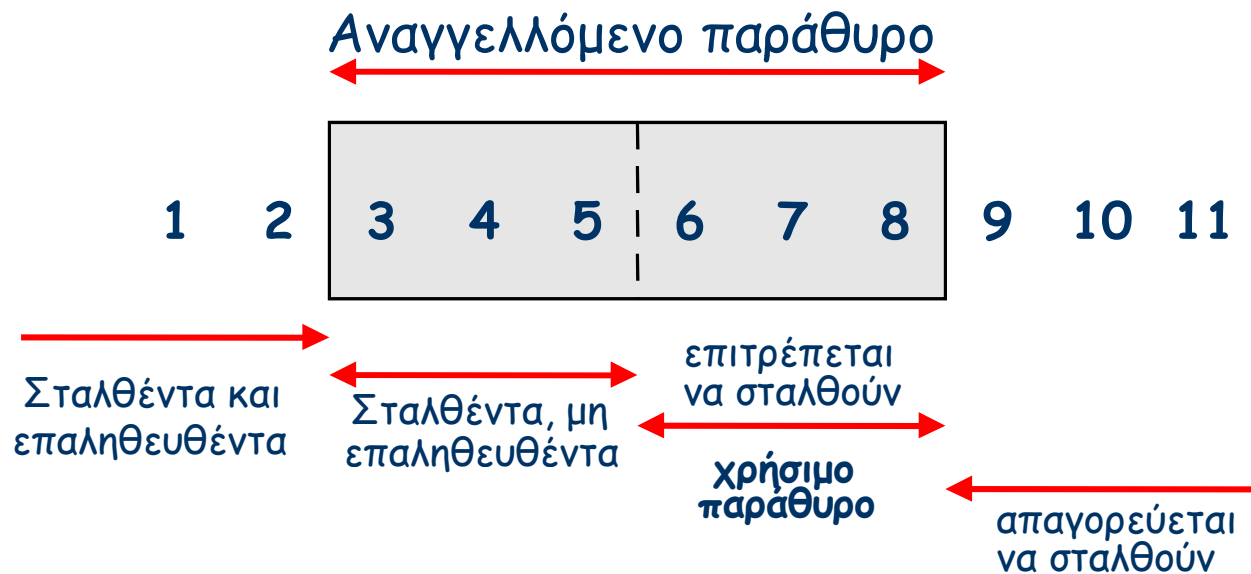 Αναγγελλόμενο παράθυρο
1 2 3 4 5 6 7 8 9 10 11
Σταλθέντα και
επαληθευθέντα
Σταλθέντα, μη
επαληθευθέντα
επιτρέπεται
να σταλθούν
χρήσιμο
παράθυρο
απαγορεύεται
να σταλθούν